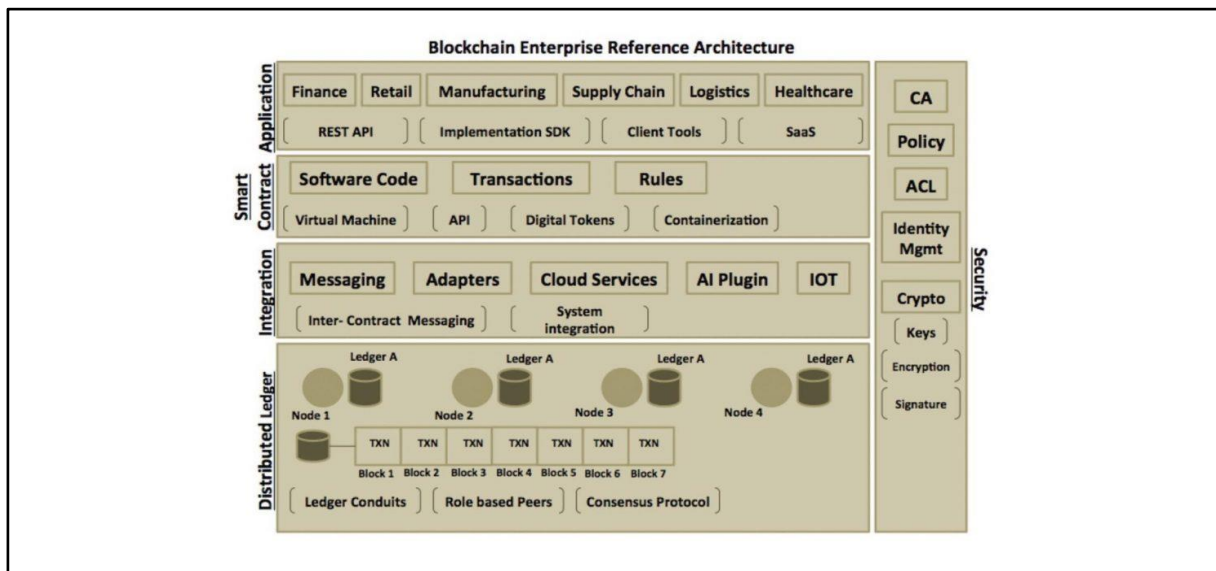 Blockchain Enterprise Reference Architecture
Application
Finance
Retail
Manufacturing
Supply Chain
Logistics
Healthcare
REST API
Implementation SDK
Client Tools
SaaS
Smart
Contract
Software Code
Transactions
Rules
Virtual Machine
API
Digital Tokens
Containerization
Integration
Messaging
Adapters
Cloud Services
AI Plugin
IOT
Inter- Contract Messaging
System
integration
Distributed Ledger
Ledger A
Ledger A
Ledger A
Ledger A
Node 1
Node 2
Node 3
Node 4
TXN
TXN
TXN
TXN
TXN
TXN
TXN
Block 1
Block 2
Block 3
Block 4
Block 5
Block 6
Block 7
Ledger Conduits
Role based Peers
Consensus Protocol
Security
CA
Policy
ACL
Identity
Mgmt
Crypto
Keys
Encryption
Signature